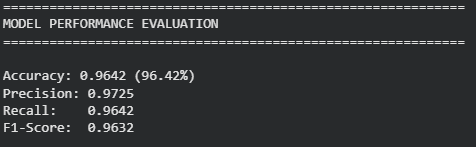 ============================================================
MODEL PERFORMANCE EVALUATION
============================================================
Accuracy: 0.9642 (96.42%)
Precision: 0.9725
Recall:    0.9642
F1-Score:  0.9632